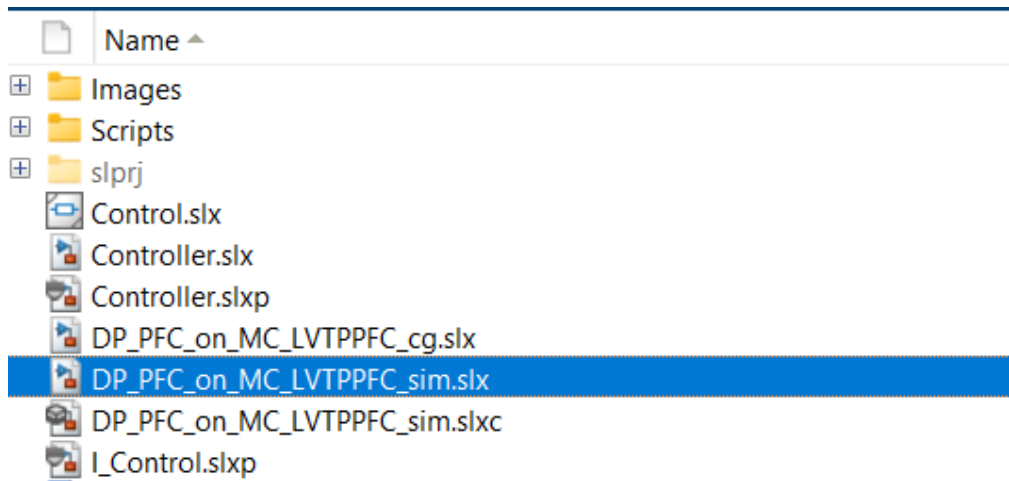 Name
Images
Scripts
slprj
Control.slx
Controller.slx
Controller.slxp
DP_PFC_on_MC_LVTPPFC_cg.slx
DP_PFC_on_MC_LVTPPFC_sim.slx
DP_PFC_on_MC_LVTPPFC_sim.slxc
I_Control.slxp